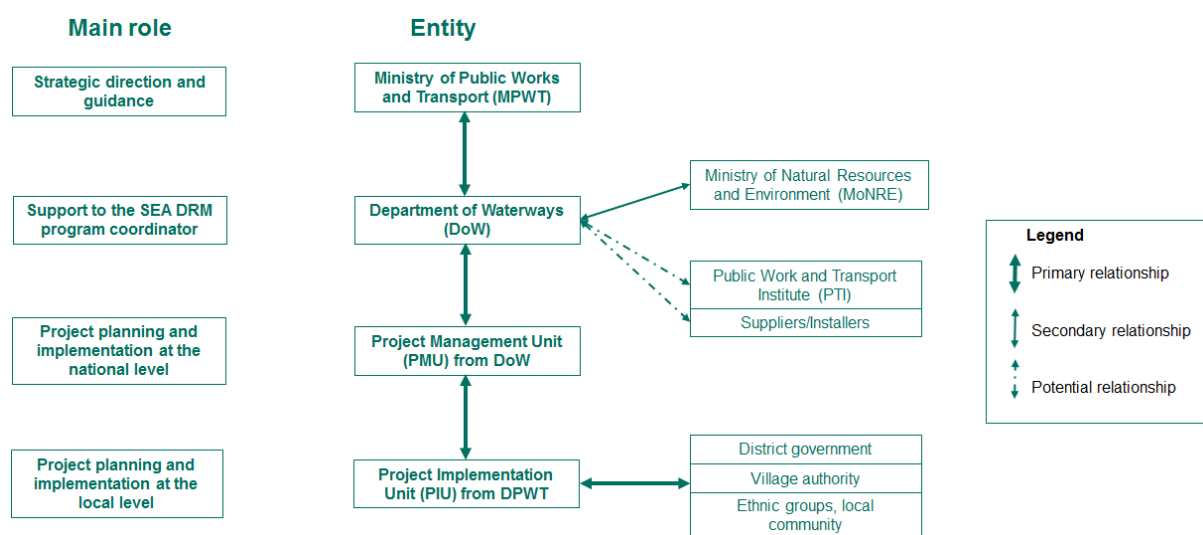 Main role
Entity
Strategic direction and
guidance
Ministry of Public Works
and Transport (MPWT)
Ministry of Natural Resources
and Environment (MoNRE)
Support to the SEA DRM
program coordinator
Department of Waterways
(DoW)
Public Work and Transport
Institute (PTI)
Suppliers/Installers
Project planning and
implementation at the
national level
Project Management Unit
(PMU) from DoW
Project planning and
implementation at the
local level
Project Implementation
Unit (PIU) from DPWT
District government
Village authority
Ethnic groups, local
community
Legend
Primary relationship
Secondary relationship
Potential relationship